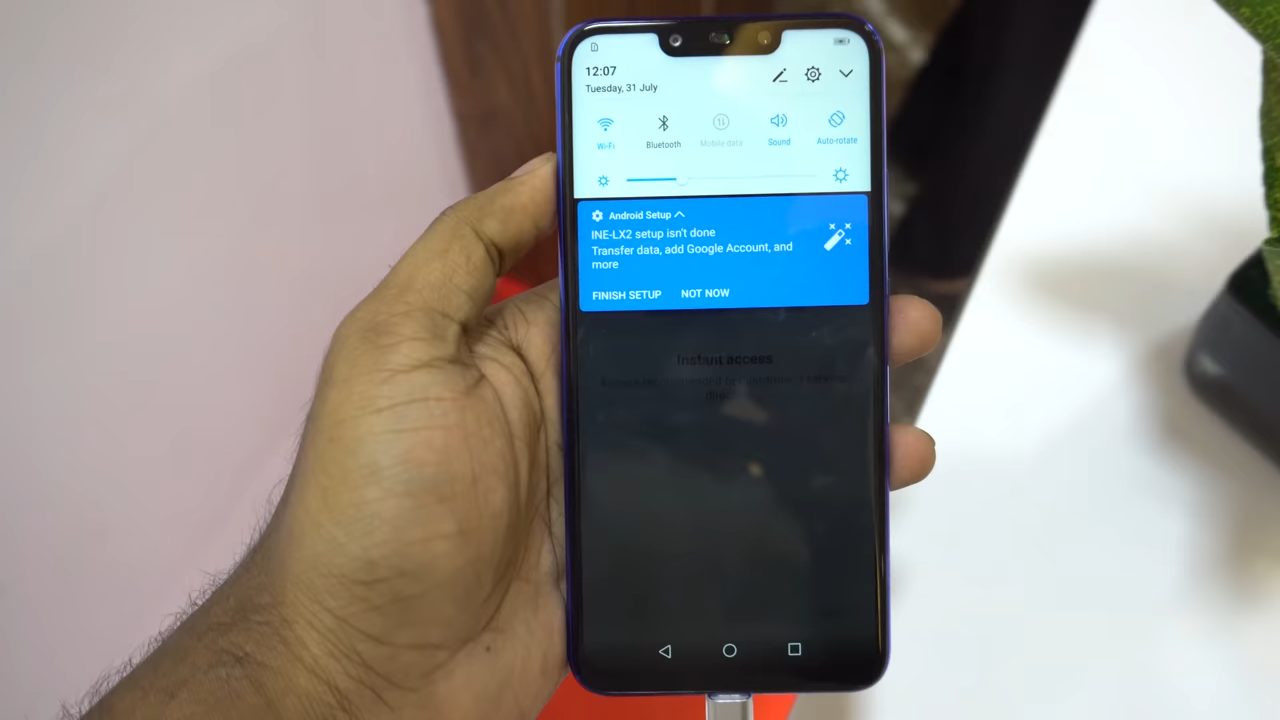 12:07
Tuesday, 31 July
Wi-Fi
Bluetooth
Mobile data
Sound
Auto-rotate
Android Setup
INE-LX2 setup isn't done
Transfer data, add Google Account, and
more
FINISH SETUP
NOT NOW
Instant access